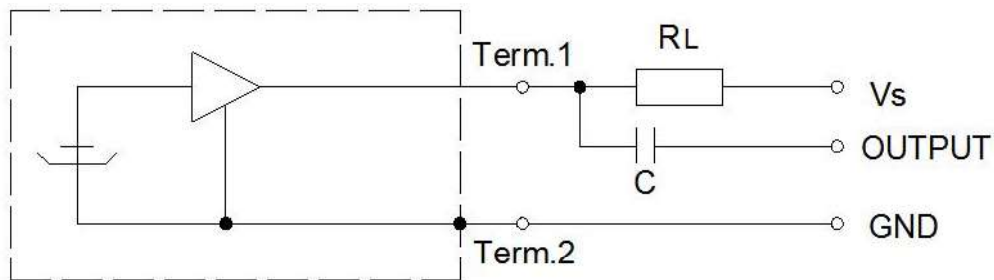 Term.1
RL
Vs
OUTPUT
C
GND
Term.2